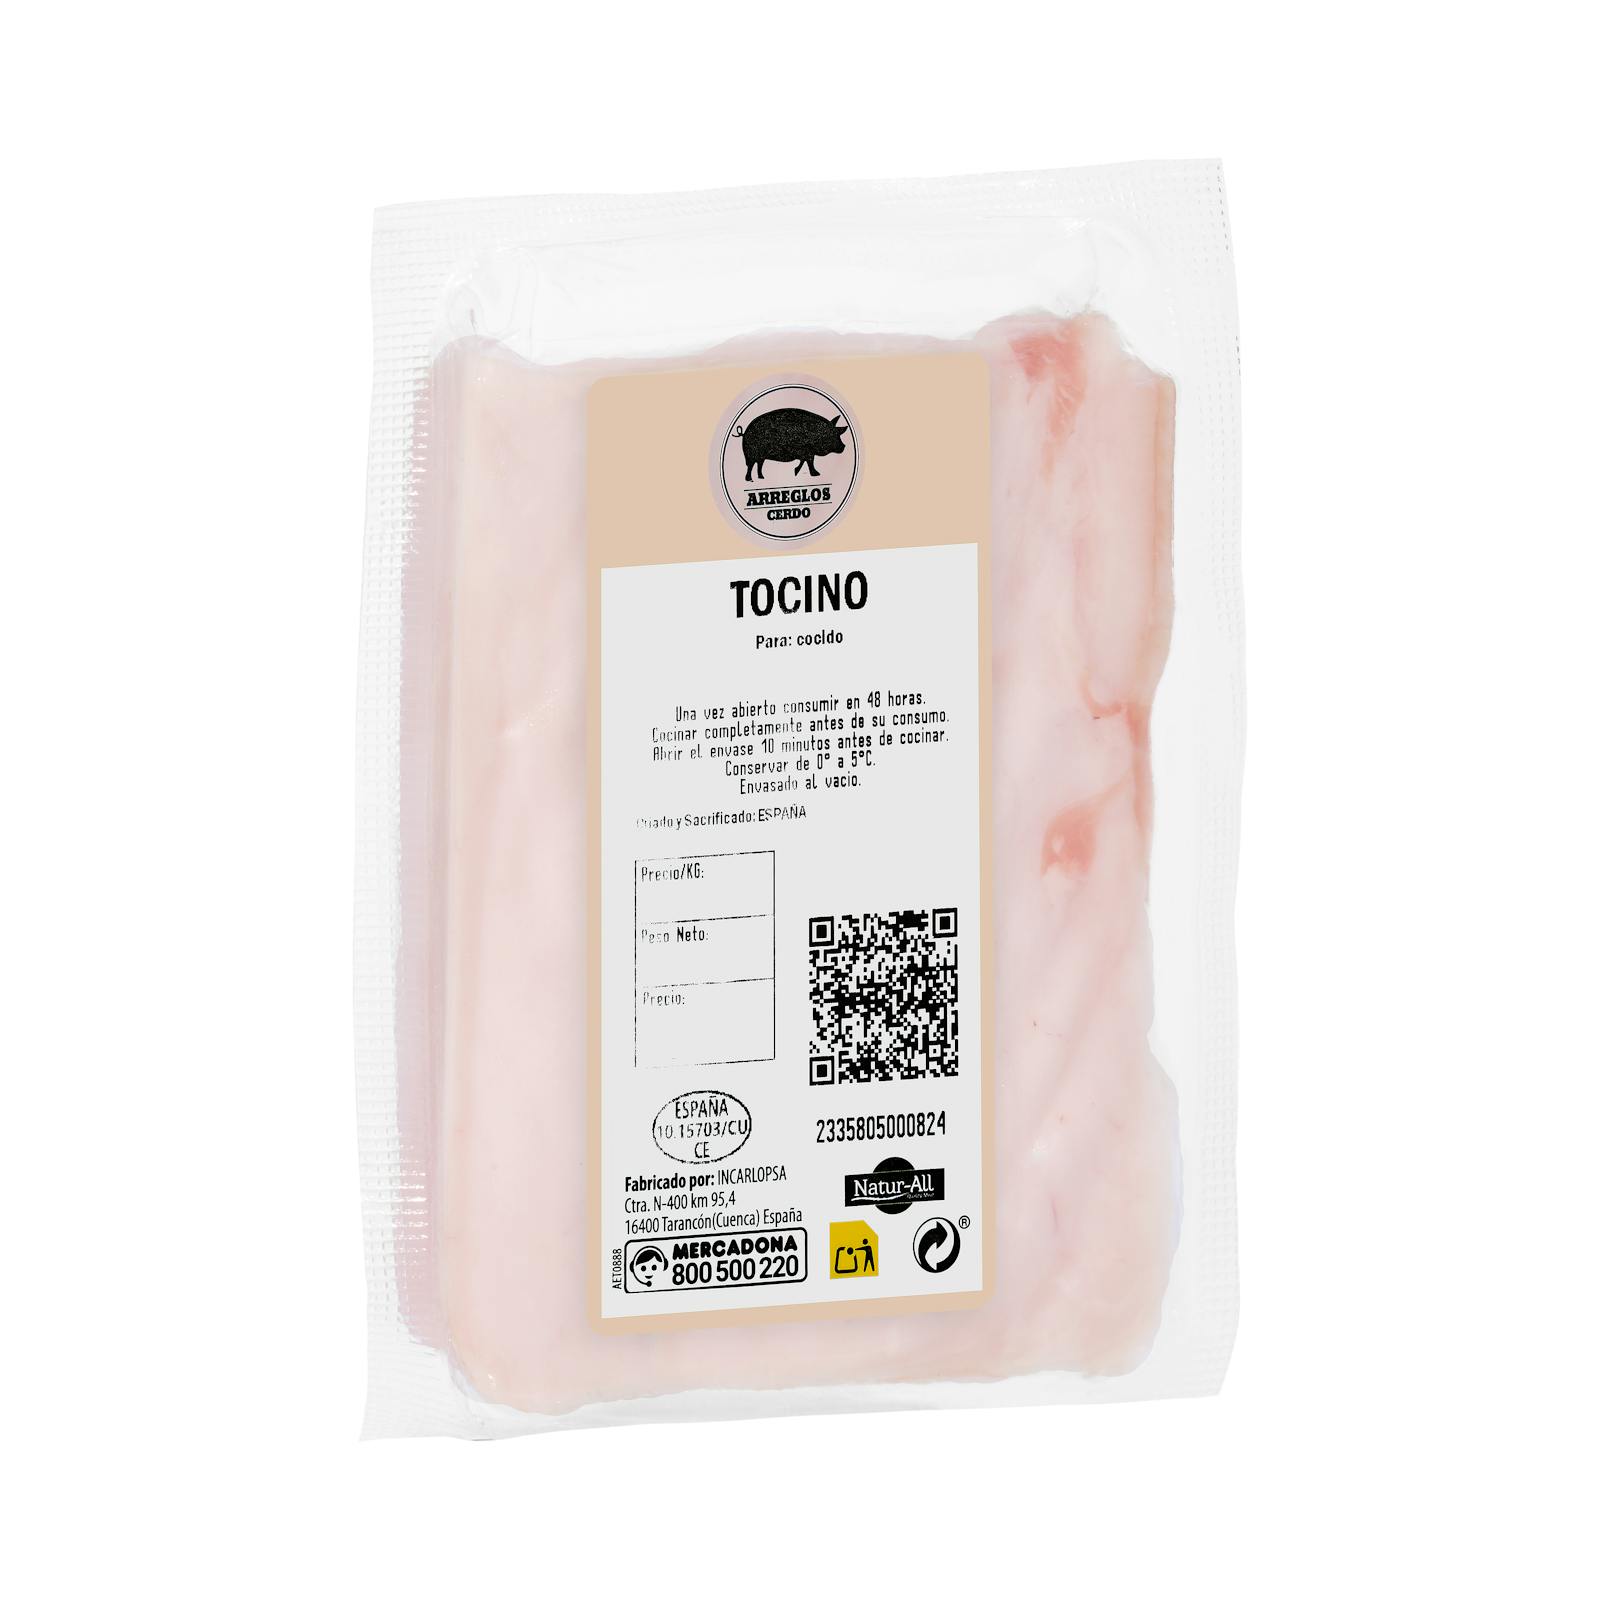 ARREGLOS
CERDO
TOCINO
Para: cocido
Una vez abierto consumir en 48 horas.
Cocinar completamente antes de su consumo.
Abrir el envase 10 minutos antes de cocinar.
Conservar de 0° a 5°C.
Envasado al vacio.
Criado y Sacrificado: ESPAÑA
Precio/KG:
Peso Neto:
Precio:
ESPAÑA
10.15703/CU
CE
2335805000824
Fabricado por: INCARLOPSA
Ctra. N-400 km 95,4
16400 Tarancón (Cuenca) España
Natur-All
Quality Meat
AET0888
MERCADONA
800 500 220
®